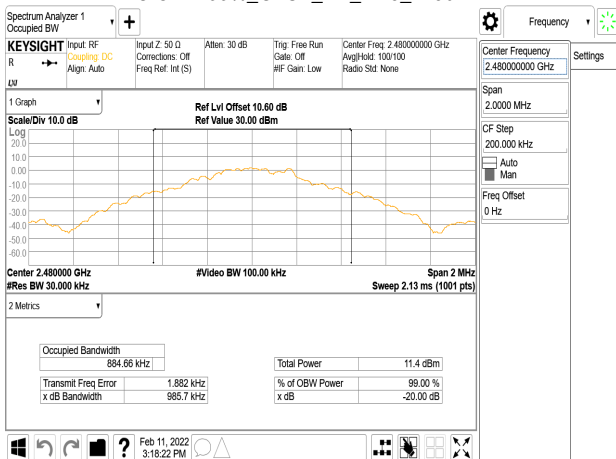 Spectrum Analyzer 1
Occupied BW
Frequency
KEYSIGHT
R
Input: RF
Coupling: DC
Align: Auto
Input Z: 50 Ω
Corrections: Off
Freq Ref: Int (S)
Atten: 30 dB
Trig: Free Run
Gate: Off
#IF Gain: Low
Center Freq: 2.480000000 GHz
Avg|Hold: 100/100
Radio Std: None
Center Frequency
2.480000000 GHz
Settings
Span
2.0000 MHz
CF Step
200.000 kHz
Auto
Man
Freq Offset
0 Hz
1 Graph
Scale/Div 10.0 dB
Ref Lvl Offset 10.60 dB
Ref Value 30.00 dBm
Log
20.0
10.0
0.00
-10.0
-20.0
-30.0
-40.0
-50.0
-60.0
Center 2.480000 GHz
#Res BW 30.000 kHz
#Video BW 100.00 kHz
Span 2 MHz
Sweep 2.13 ms (1001 pts)
2 Metrics
Occupied Bandwidth
884.66 kHz
Total Power 11.4 dBm
Transmit Freq Error 1.882 kHz
% of OBW Power 99.00 %
x dB Bandwidth 985.7 kHz
x dB -20.00 dB
?
Feb 11, 2022
3:18:22 PM